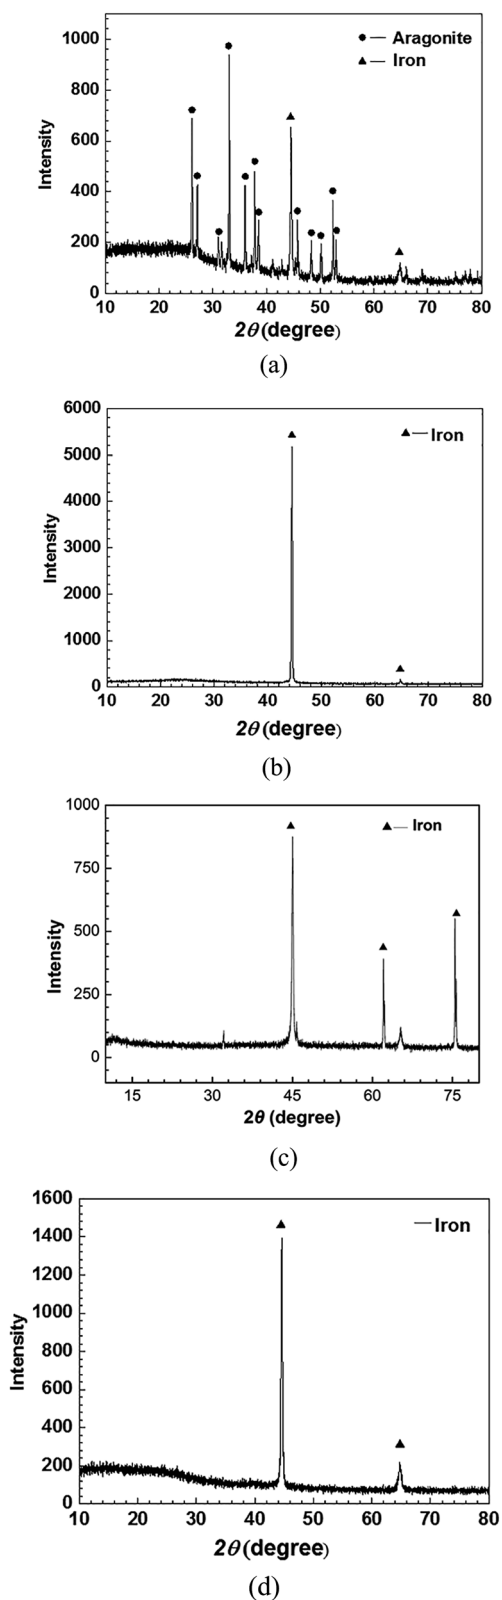 1000
800
600
400
200
0
Intensity
● — Aragonite
▲ — Iron
10 20 30 40 50 60 70 80
2θ (degree)
(a)
6000
5000
4000
3000
2000
1000
0
Intensity
▲ — Iron
10 20 30 40 50 60 70 80
2θ (degree)
(b)
1000
750
500
250
0
Intensity
▲ — Iron
15 30 45 60 75
2θ (degree)
(c)
1600
1400
1200
1000
800
600
400
200
0
Intensity
— Iron
10 20 30 40 50 60 70 80
2θ (degree)
(d)